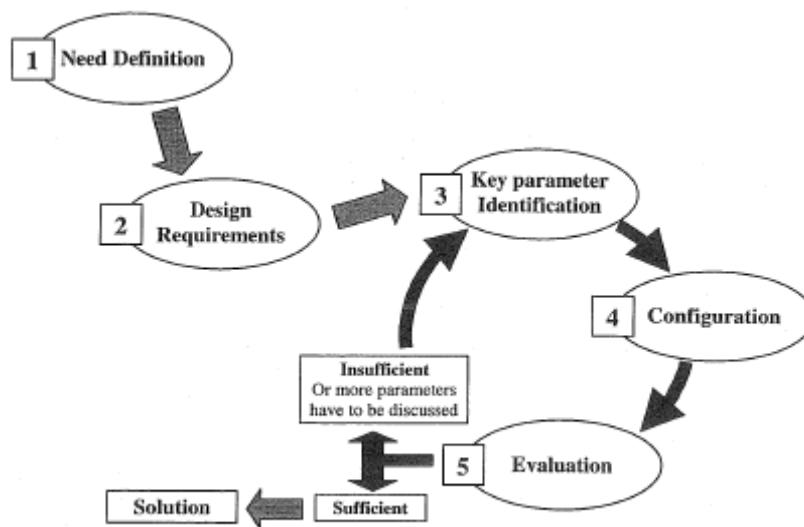 1
Need Definition
2
Design
Requirements
3
Key parameter
Identification
4
Configuration
5
Evaluation
Insufficient
Or more parameters
have to be discussed
Sufficient
Solution